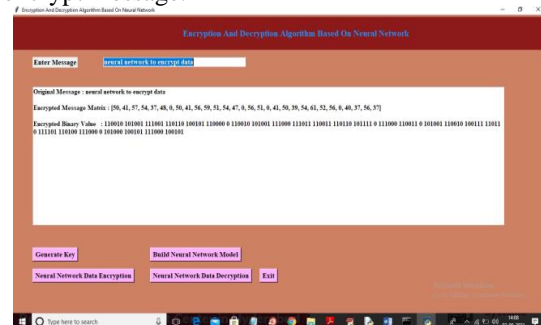 Encryption And Decryption Algorithm Based On Neural Network
Encryption And Decryption Algorithm Based On Neural Network
Enter Message
neural network to encrypt data
Original Message : neural network to encrypt data
Encrypted Message Matrix : [50, 41, 57, 54, 37, 48, 0, 50, 41, 56, 59, 51, 54, 47, 0, 56, 51, 0, 41, 50, 39, 54, 61, 52, 56, 0, 40, 37, 56, 37]
Encrypted Binary Value : 110010 101001 111001 110110 100101 110000 0 110010 101001 111000 111011 110011 110110 101111 0 111000 110011 0 101001 110010 100111 11011
0 111101 110100 111000 0 101000 100101 111000 100101
Generate Key
Build Neural Network Model
Neural Network Data Encryption
Neural Network Data Decryption
Exit
Type here to search